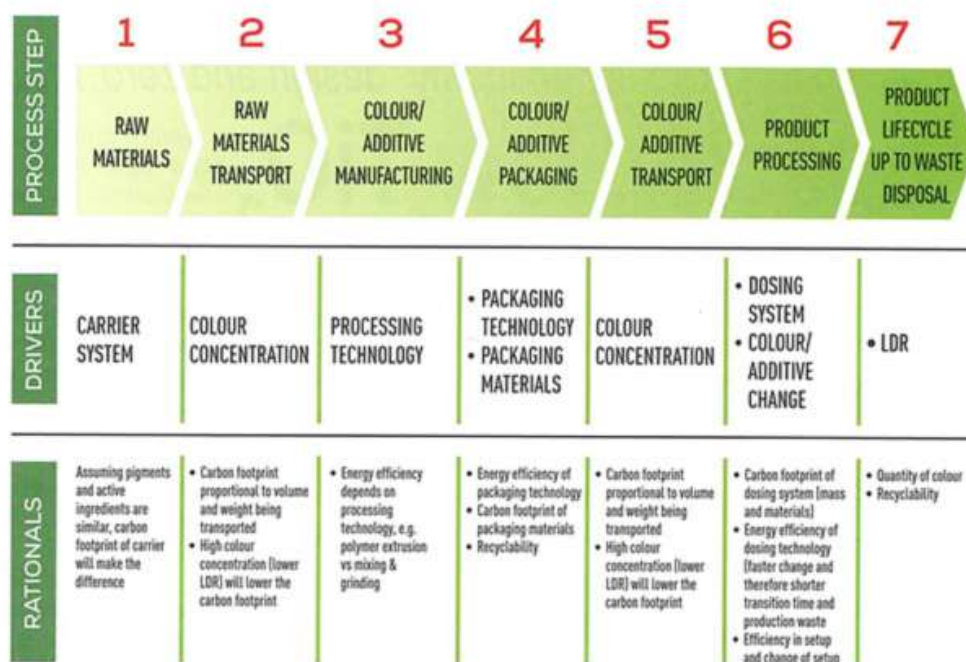 PROCESS STEP
1
2
3
4
5
6
7
RAW
MATERIALS
RAW
MATERIALS
TRANSPORT
COLOUR/
ADDITIVE
MANUFACTURING
COLOUR/
ADDITIVE
PACKAGING
COLOUR/
ADDITIVE
TRANSPORT
PRODUCT
PROCESSING
PRODUCT
LIFECYCLE
UP TO WASTE
DISPOSAL
DRIVERS
CARRIER
SYSTEM
COLOUR
CONCENTRATION
PROCESSING
TECHNOLOGY
• PACKAGING
TECHNOLOGY
• PACKAGING
MATERIALS
COLOUR
CONCENTRATION
• DOSING
SYSTEM
• COLOUR/
ADDITIVE
CHANGE
• LDR
RATIONALS
Assuming pigments
and active
ingredients are
similar, carbon
footprint of carrier
will make the
difference
• Carbon footprint
proportional to volume
and weight being
transported
• High colour
concentration (lower
LDR) will lower the
carbon footprint
• Energy efficiency
depends on
processing
technology, e.g.
polymer extrusion
vs mixing &
grinding
• Energy efficiency of
packaging technology
• Carbon footprint of
packaging materials
• Recyclability
• Carbon footprint
proportional to volume
and weight being
transported
• High colour
concentration (lower
LDR) will lower the
carbon footprint
• Carbon footprint of
dosing system (mass
and materials)
• Energy efficiency of
dosing technology
(faster change and
therefore shorter
transition time and
production waste
• Efficiency in setup
and change of setup
• Quantity of colour
• Recyclability